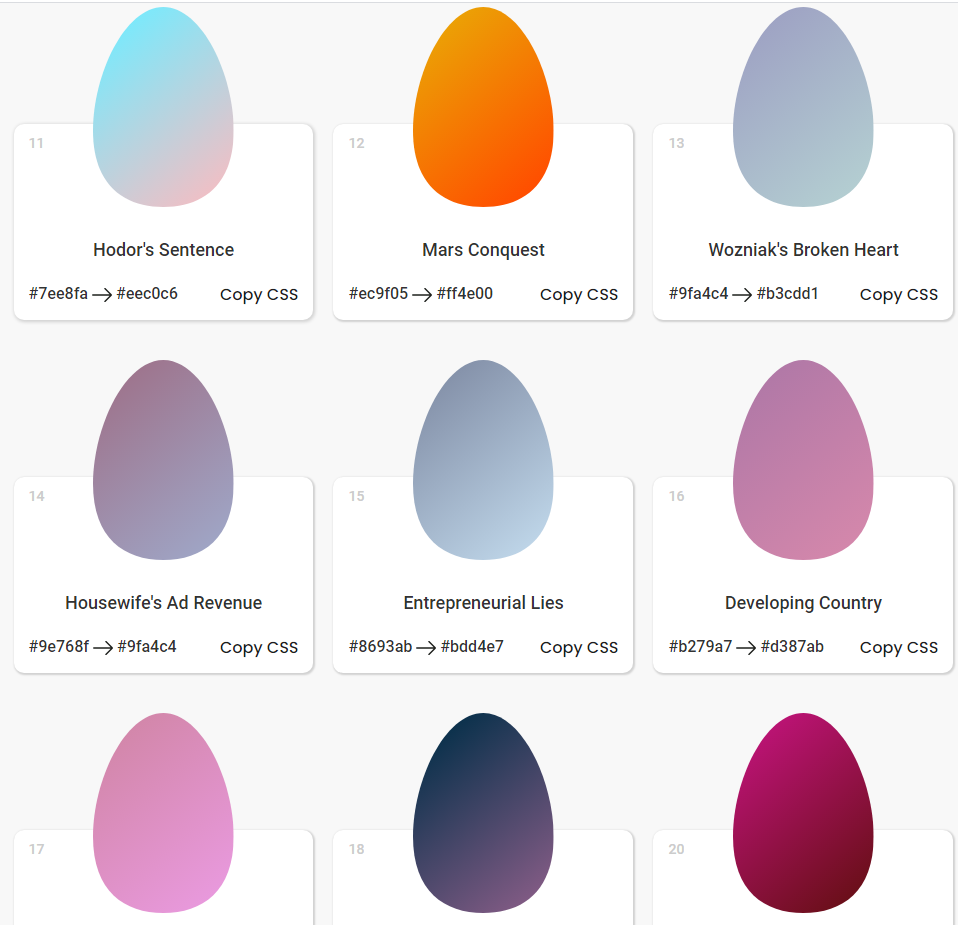 11
12
13
Hodor's Sentence
Mars Conquest
Wozniak's Broken Heart
#7ee8fa → #eec0c6 Copy CSS
#ec9f05 → #ff4e00 Copy CSS
#9fa4c4 → #b3cdd1 Copy CSS
14
15
16
Housewife's Ad Revenue
Entrepreneurial Lies
Developing Country
#9e768f → #9fa4c4 Copy CSS
#8693ab → #bdd4e7 Copy CSS
#b279a7 → #d387ab Copy CSS
17
18
20